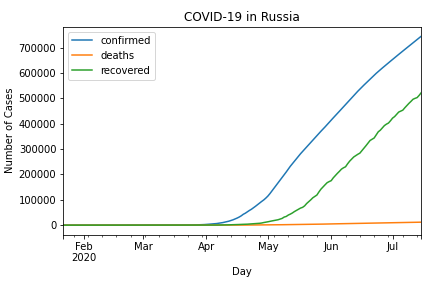 COVID-19 in Russia
confirmed
deaths
recovered
Number of Cases
700000
600000
500000
400000
300000
200000
100000
0
Feb Mar Apr May Jun Jul
2020
Day